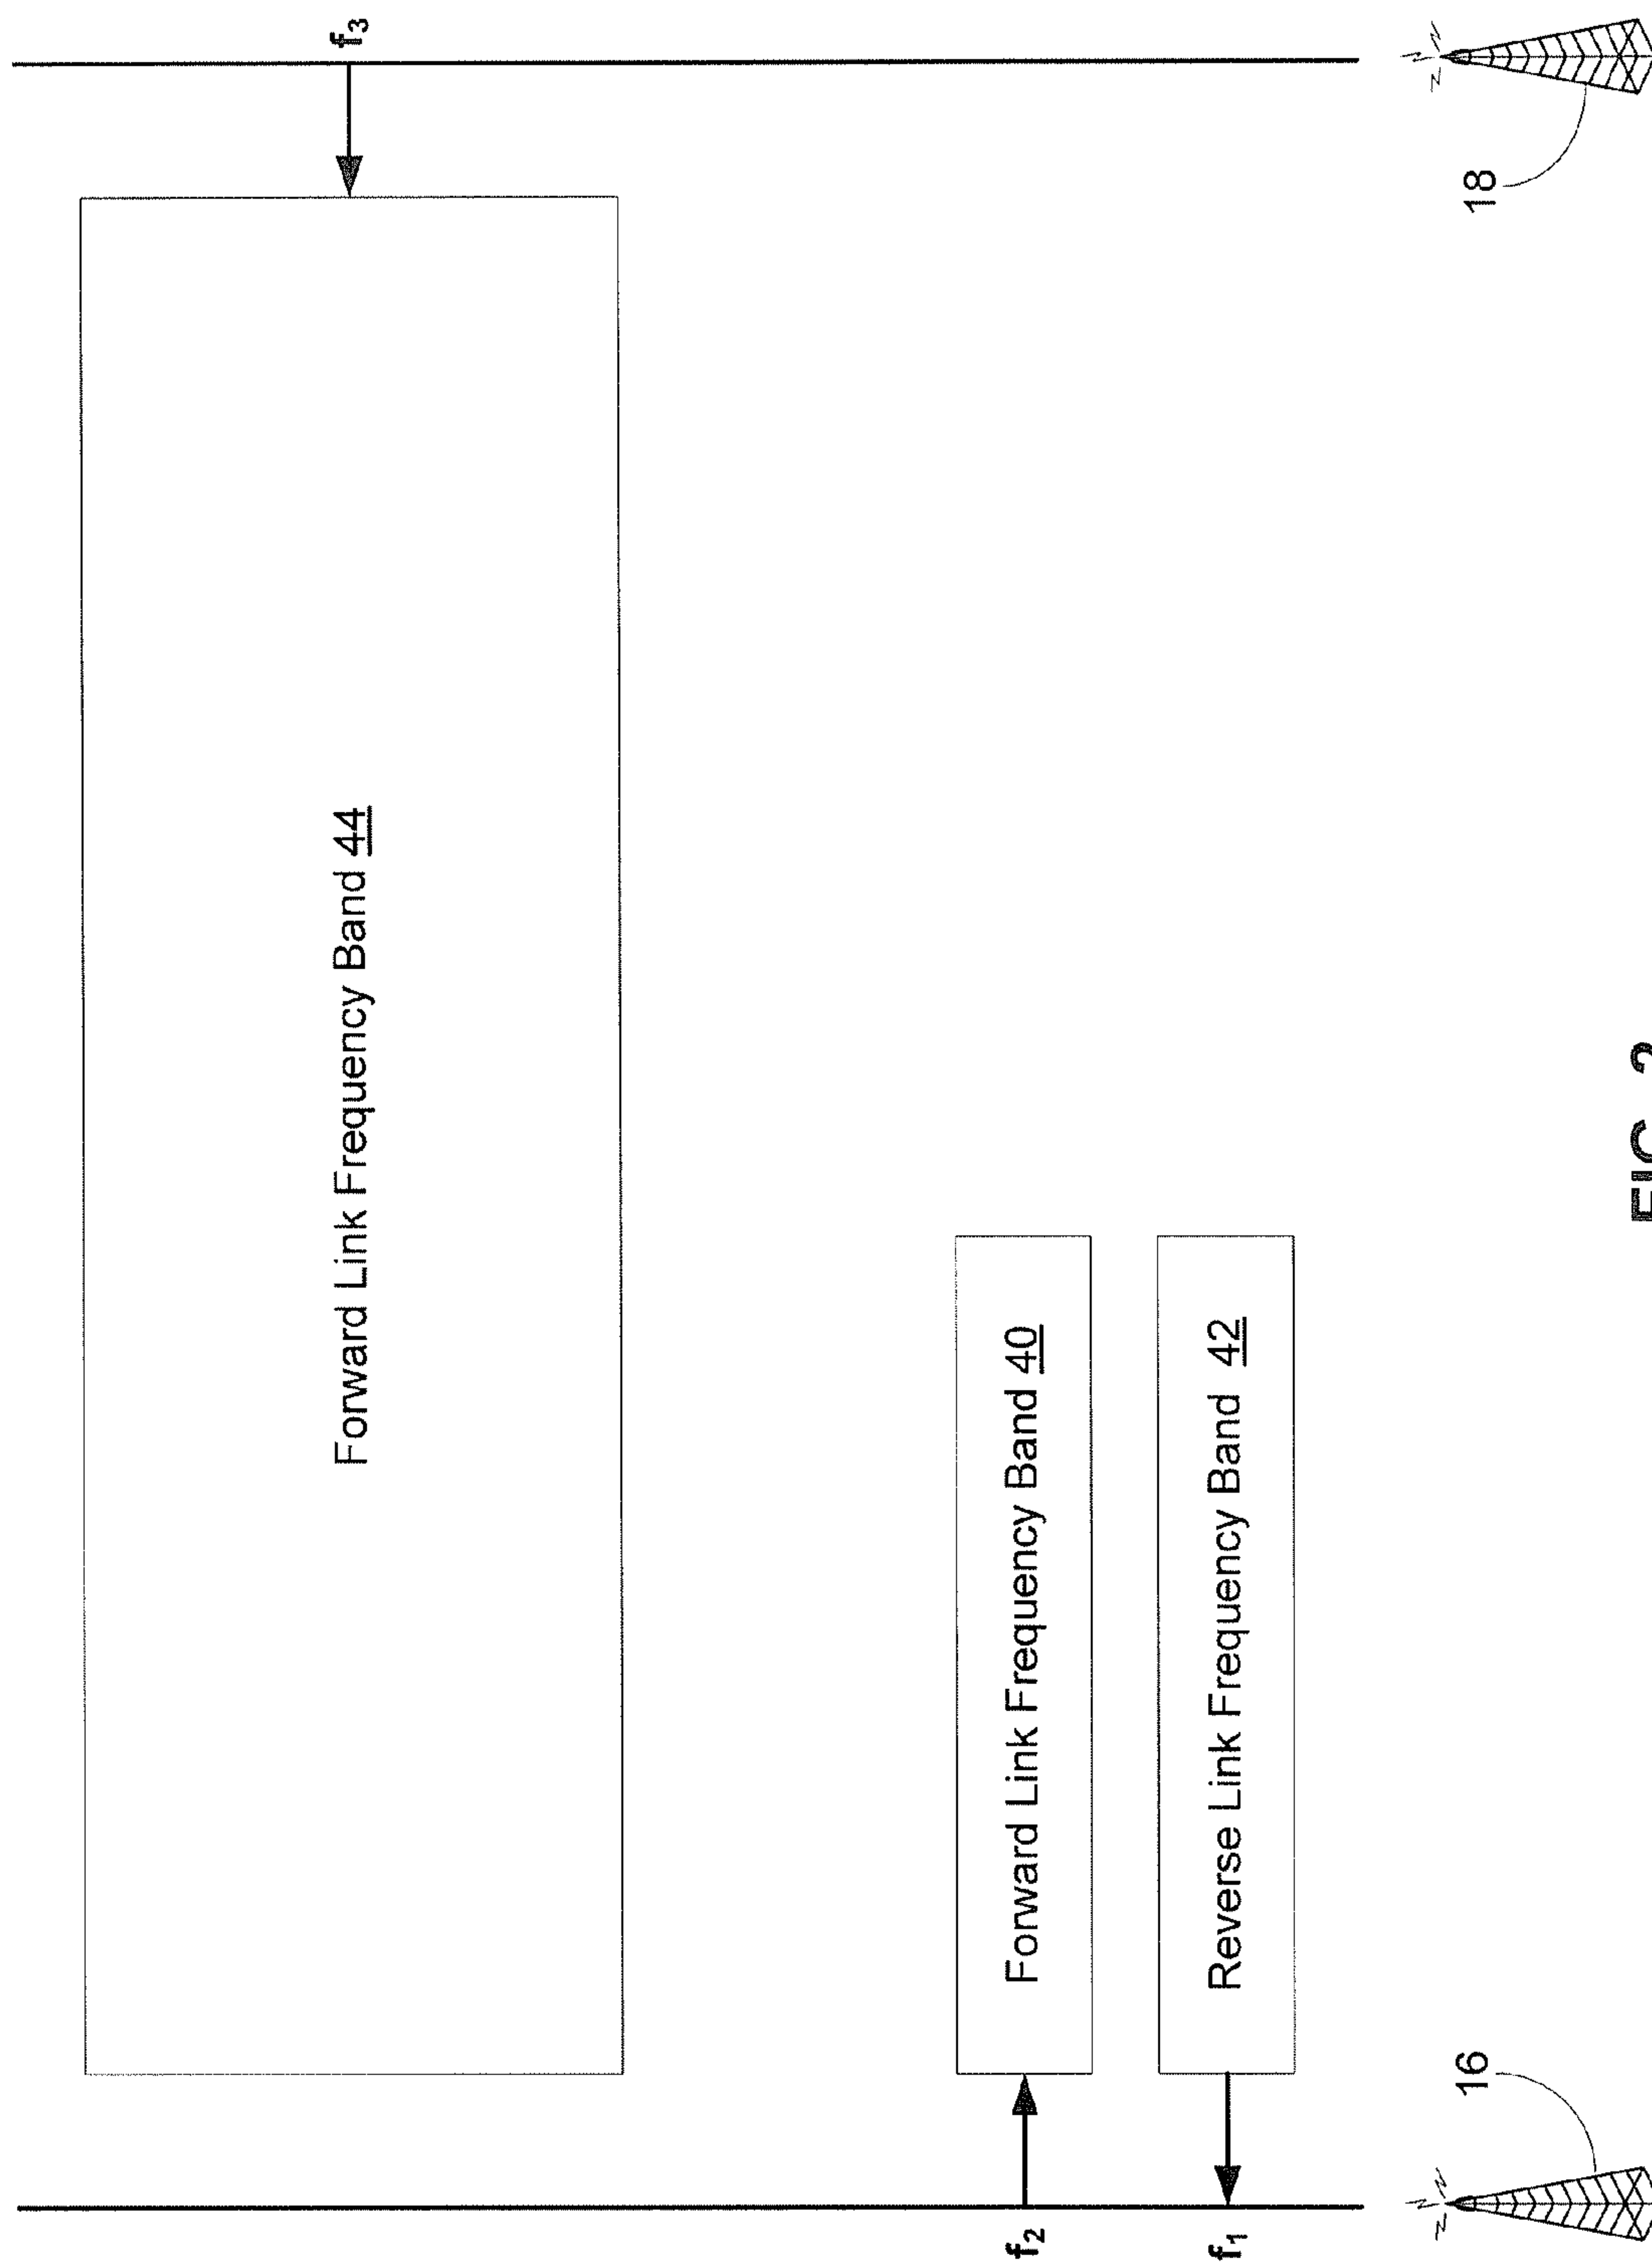 f3
Forward Link Frequency Band 44
f2
Forward Link Frequency Band 40
f1
Reverse Link Frequency Band 42
16
18